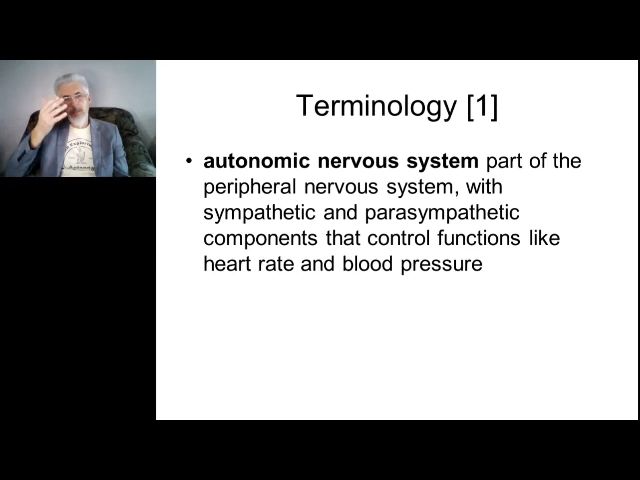 Terminology [1]
• autonomic nervous system part of the
peripheral nervous system, with
sympathetic and parasympathetic
components that control functions like
heart rate and blood pressure